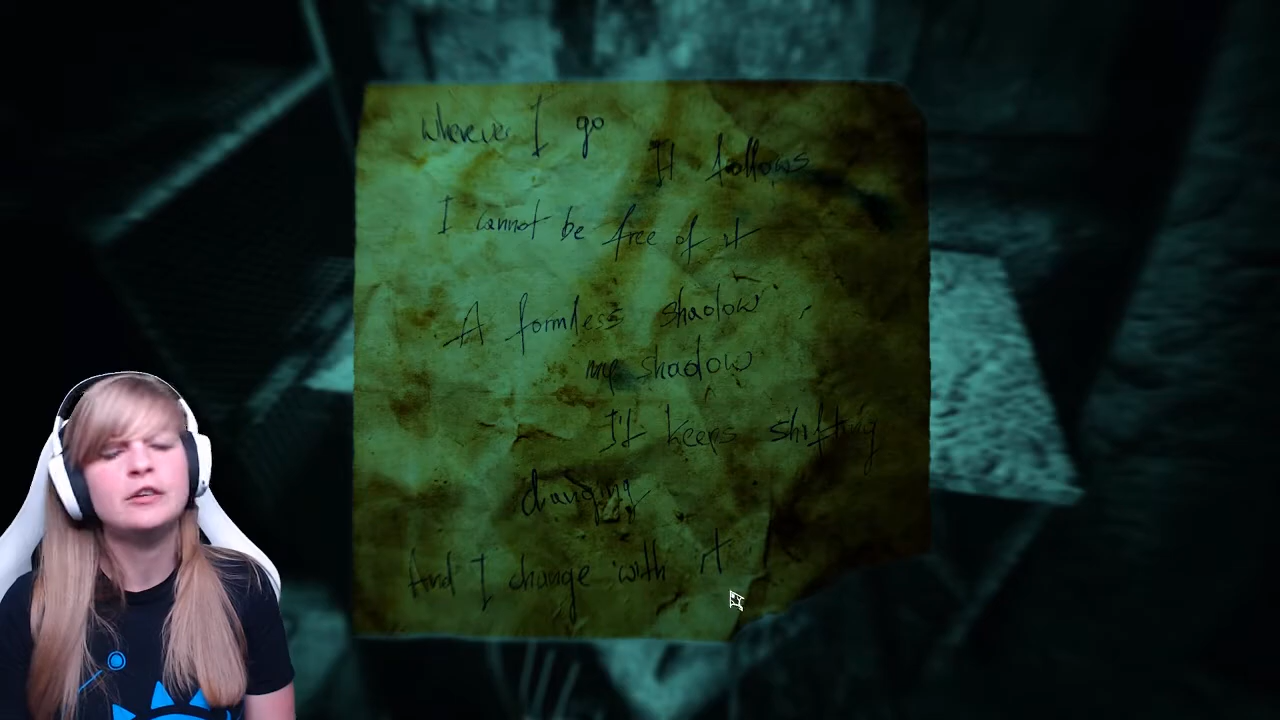 Wherever I go
It follows
I cannot be free of it
A formless shadow
my shadow
It keeps shifting
changing
And I change with it